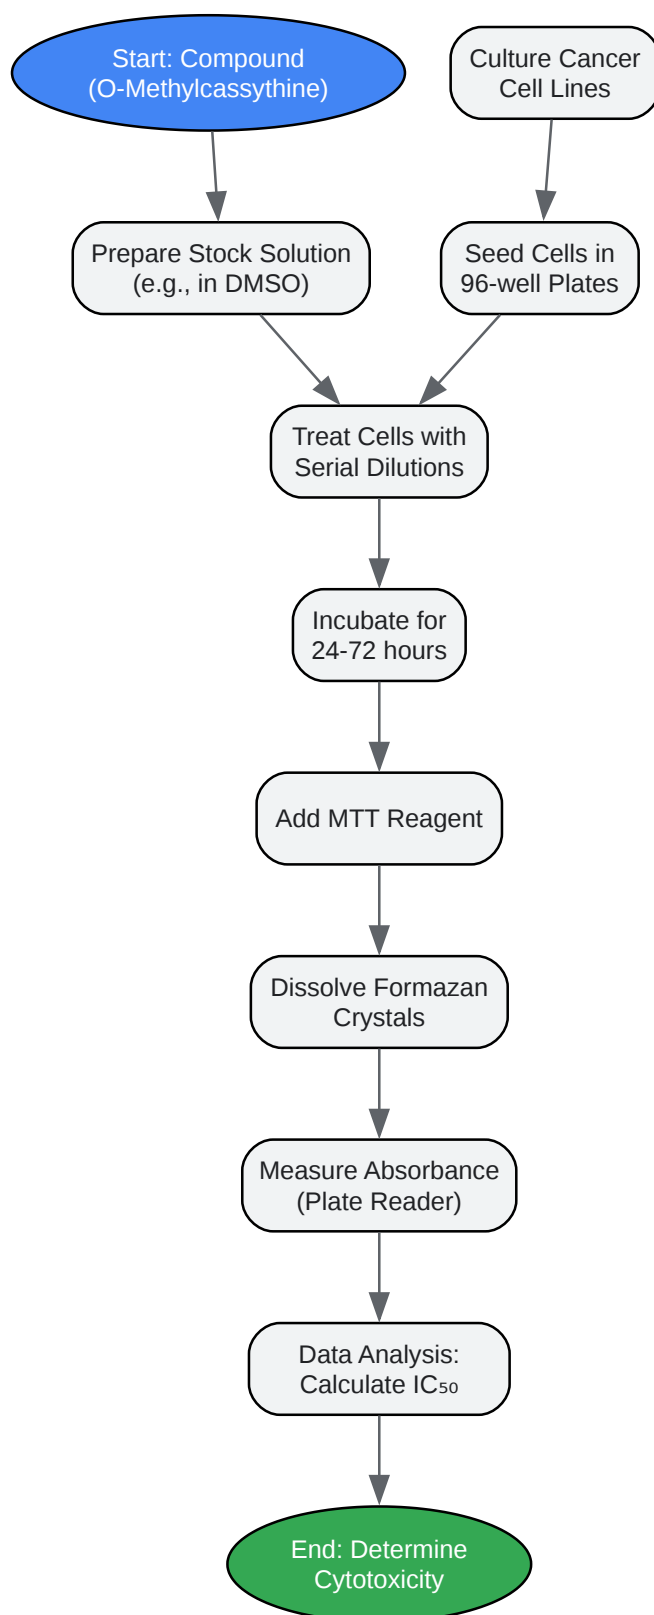 Start: Compound
(O-Methylcassythine)
Culture Cancer
Cell Lines
Prepare Stock Solution
(e.g., in DMSO)
Seed Cells in
96-well Plates
Treat Cells with
Serial Dilutions
Incubate for
24-72 hours
Add MTT Reagent
Dissolve Formazan
Crystals
Measure Absorbance
(Plate Reader)
Data Analysis:
Calculate IC₅₀
End: Determine
Cytotoxicity